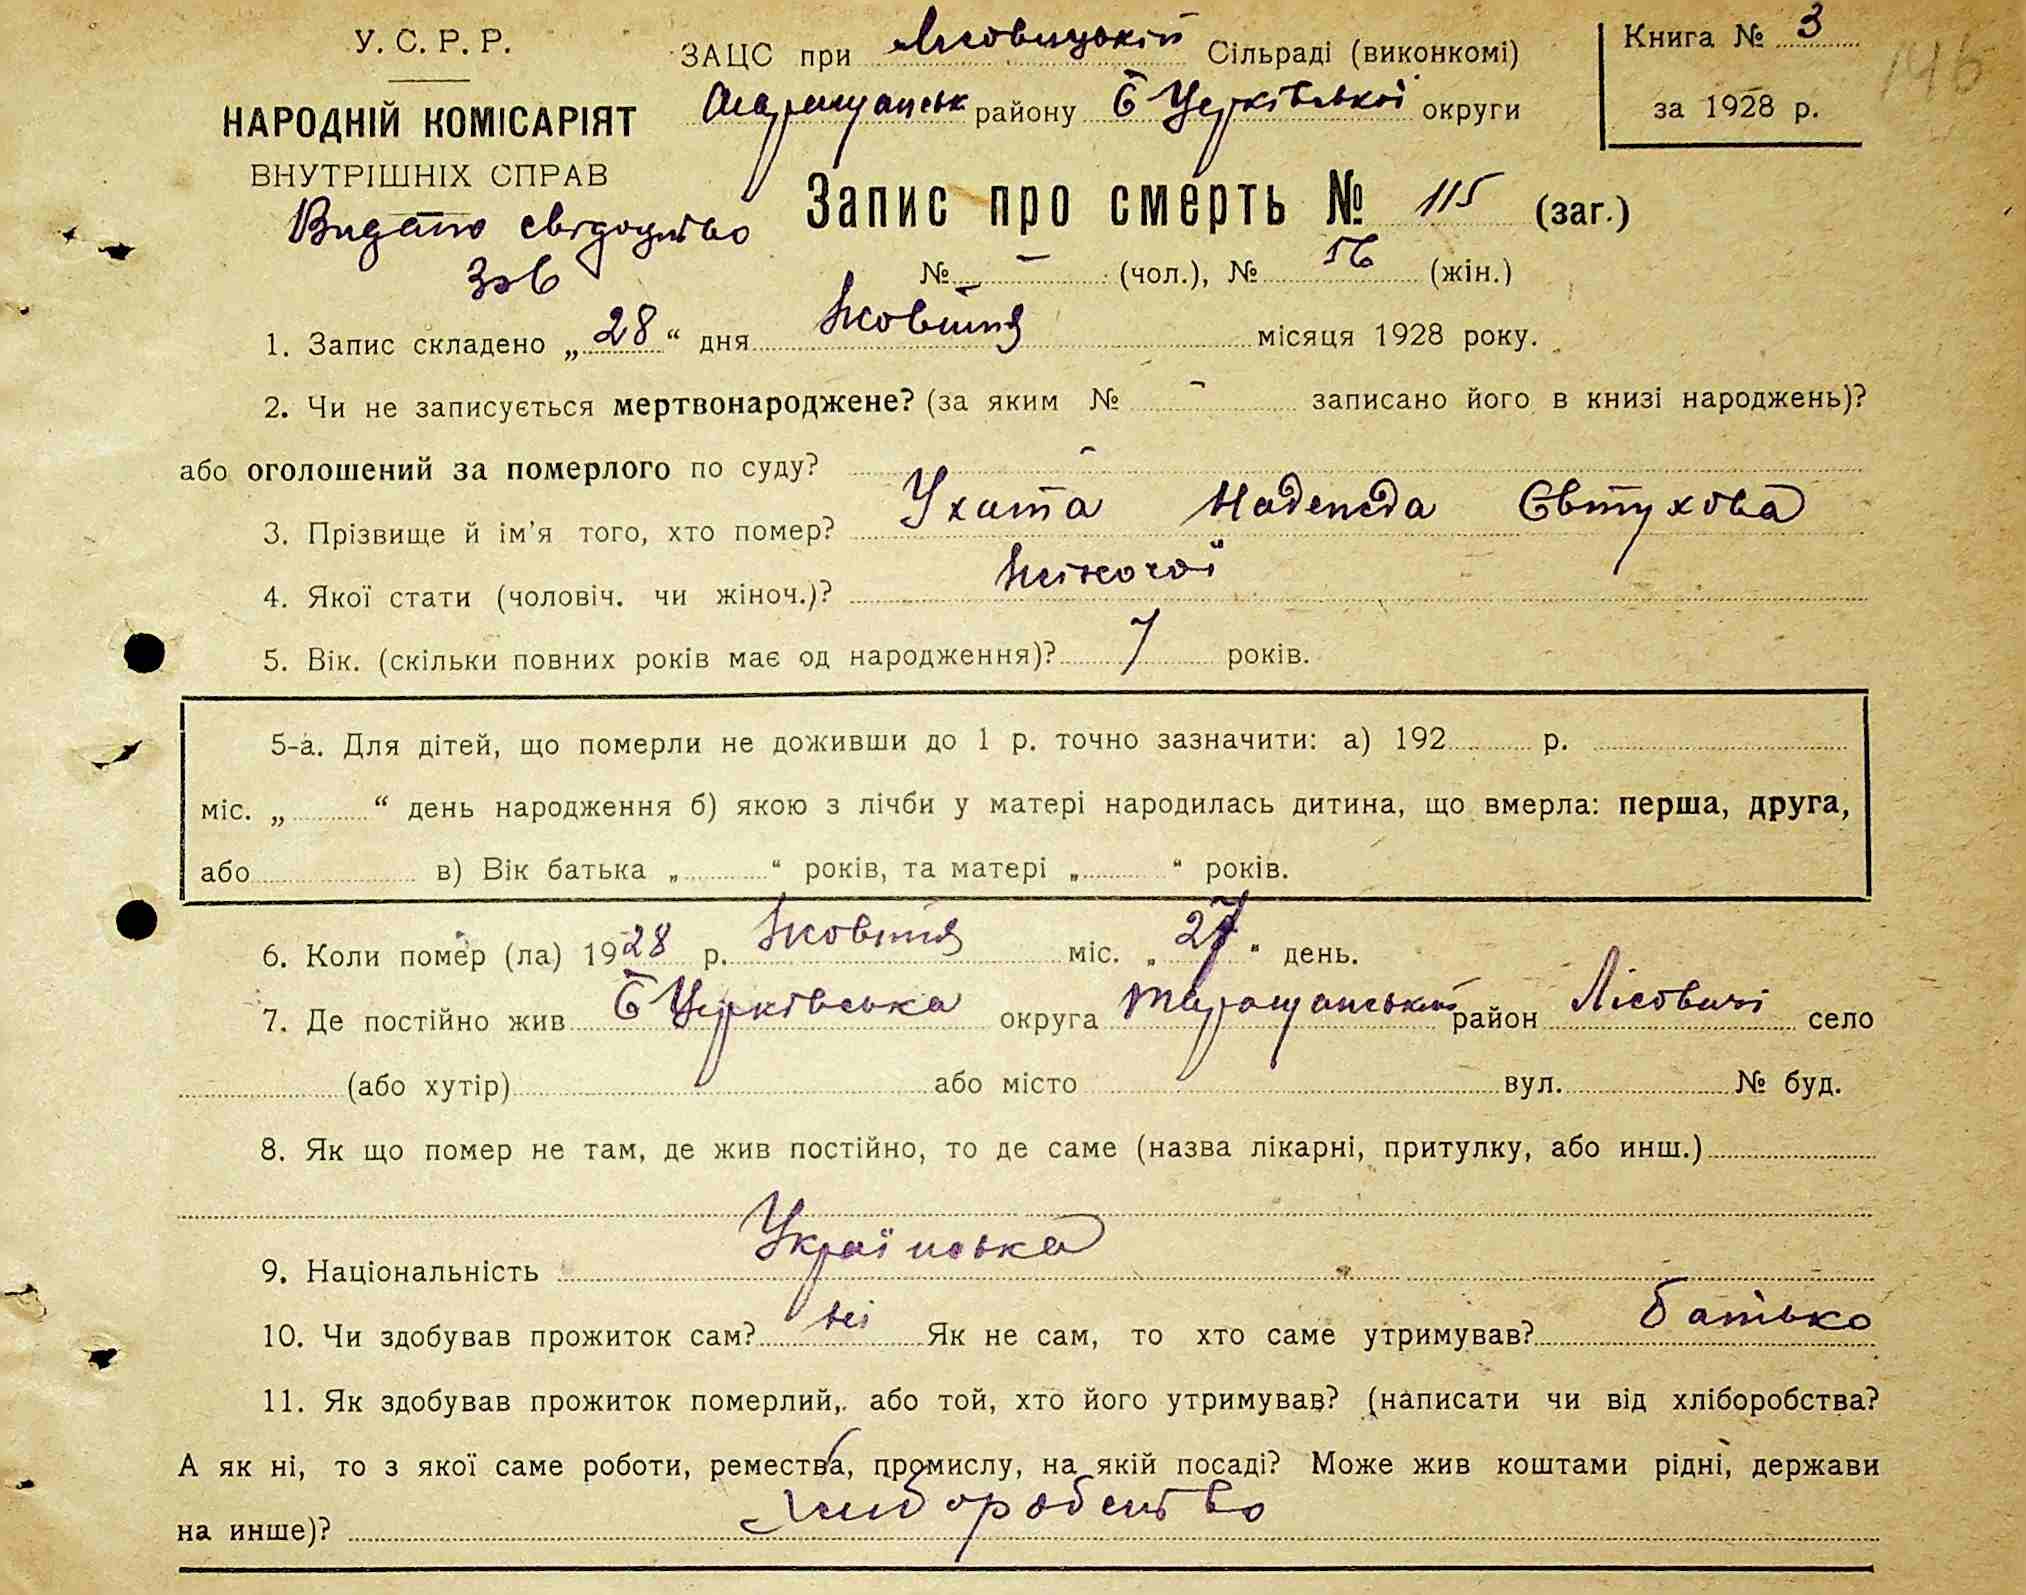 У. С. Р. Р.
НАРОДНІЙ КОМІСАРІЯТ
ВНУТРІШНІХ СПРАВ
Видано свідоцтво
ЗАЦС при Лісовицькій Сільраді (виконкомі)
Таращанськ району Б Церківської округи
Книга № 3
за 1928 р.
146
Запис про смерть № 115 (заг.)
№ - (чол.), № 56 (жін.)
1. Запис складено „28“ дня Жовтня місяця 1928 року.
2. Чи не записується мертвонароджене? (за яким № - записано його в книзі народжень)?
або оголошений за померлого по суду? -
3. Прізвище й ім'я того, хто помер? Ухата Надежда Євтухова
4. Якої стати (чоловіч. чи жіноч.)? Жіночої
5. Вік. (скільки повних років має од народження)? 7 років.
5-а. Для дітей, що померли не доживши до 1 р. точно зазначити: а) 192 р.
міс. „ “ день народження б) якою з лічби у матері народилась дитина, що вмерла: перша, друга,
або в) Вік батька „ “ років, та матері „ “ років.
6. Коли помер (ла) 1928 р. Жовтня міс. „27“ день.
7. Де постійно жив Б Церківська округа Таращанський район Лісовичі село
(або хутір) або місто вул. № буд.
8. Як що помер не там, де жив постійно, то де саме (назва лікарні, притулку, або инш.)
9. Національність Українська
10. Чи здобував прожиток сам? ні Як не сам, то хто саме утримував? батько
11. Як здобував прожиток померлий, або той, хто його утримував? (написати чи від хліборобства?
А як ні, то з якої саме роботи, ремества, промислу, на якій посаді? Може жив коштами рідні, держави
на инше)? хліборобство